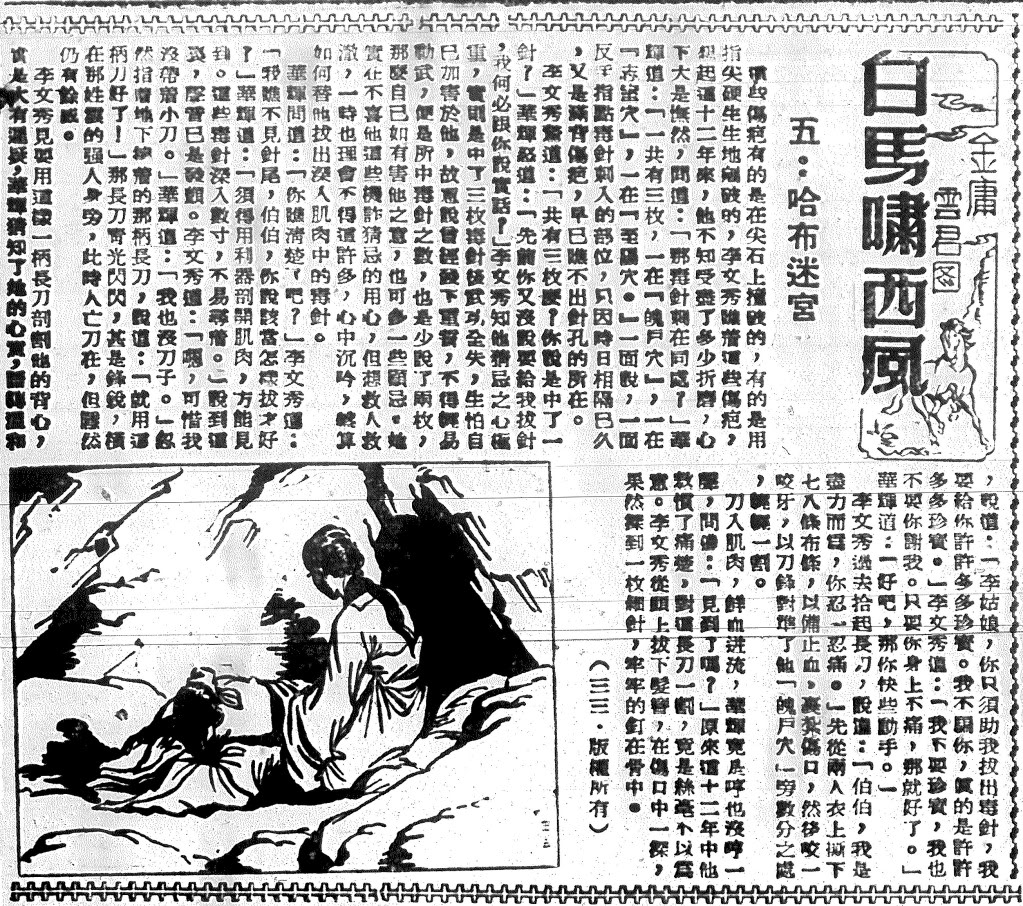 白馬嘯西風
金庸
雲君图
五:哈布迷宮
這些傷疤有的是在尖石上撞破的,有的是用
指尖硬生生地剜破的,李文秀瞧着這些傷疤,
想起這十二年來,他不知受盡了多少折磨,心
下大是惻然,問道:「那毒針刺在何處?」華
輝道:「一共有三枚,一在『魄戶穴』,一在
『志室穴』,一在『至陽穴』。」一面說,一面
反手指點毒針刺入的部位,只因時日相隔已久
,又是滿背傷疤,早已瞧不出針孔的所在。
李文秀驚道:「共有三枚麼?你說是中了一
針?」華輝怒道:「先前你又沒說要給我拔針
,我何必跟你說實話?」李文秀知他猜忌之心極
重,實則是中了三枚毒針後武功全失,生怕自
己加害於他,故意說曾經發下重誓,不得輕易
動武,便是所中毒針之數,也是少說了兩枚,
那麼自己如有害他之意,也可多一些顧忌。她
實在不喜他這些機詐猜忌的用心,但想救人救
澈,一時也理會不得這許多,心中沉吟,算
如何替他拔出深入肌肉中的毒針。
華輝問道:「你瞧清楚了吧?」李文秀道:
「我瞧不見針尾,伯伯,你說該當怎樣拔才好
?」華輝道:「須得用利器剖開肌肉,方能見
到。這些毒針深入數寸,不易尋着。」說到這
裏,聲音已是發顫。李文秀道:「嗯,可惜我
沒帶着小刀。」華輝道:「我也沒刀子。」忽
然指着地下掉着的那柄長刀,說道:「就用這
柄刀好了!」那長刀青光閃閃,甚是鋒銳,橫
在那姓雲的强人身旁,此時人亡刀在,但雖然
仍有餘威。
李文秀見要用這樣一柄長刀剖割他的背心,
實是大有遲疑,華輝猜知了她的心意,語轉溫和
,說道:「李姑娘,你只須助我拔出毒針,我
要給你許許多多珍寶。我不騙你,真的是許許
多多珍寶。」李文秀道:「我不要珍寶,我也
不要你謝我。只要你身上不痛,那就好了。」
華輝道:「好吧,那你快些動手。」
李文秀過去拾起長刀,說道:「伯伯,我是
盡力而爲,你忍一忍痛。」先從兩人衣上撕下
七八條布條,以備止血,裹紮傷口,然後咬一
咬牙,以刀鋒對準了他『魄戶穴』旁數分之處
,輕輕一割。
刀入肌肉,鮮血迸流,華輝竟是哼也沒哼一
聲,問道:「見到了嗎?」原來這十二年中他
熬慣了痛楚,對這長刀一割,竟是絲毫不以爲
意。李文秀從頭上拔下髮簪,在傷口中一探,
果然探到一枚細針,牢牢的釘在骨中。
(三三·版權所有)